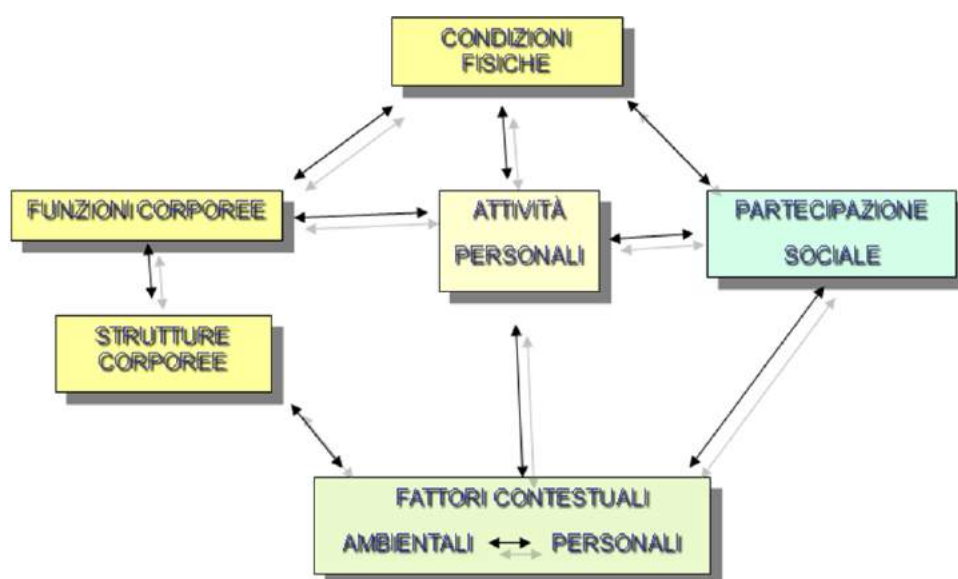 CONDIZIONI
FISICHE
FUNZIONI CORPOREE
ATTIVITÀ
PERSONALI
PARTECIPAZIONE
SOCIALE
STRUTTURE
CORPOREE
FATTORI CONTESTUALI
AMBIENTALI PERSONALI